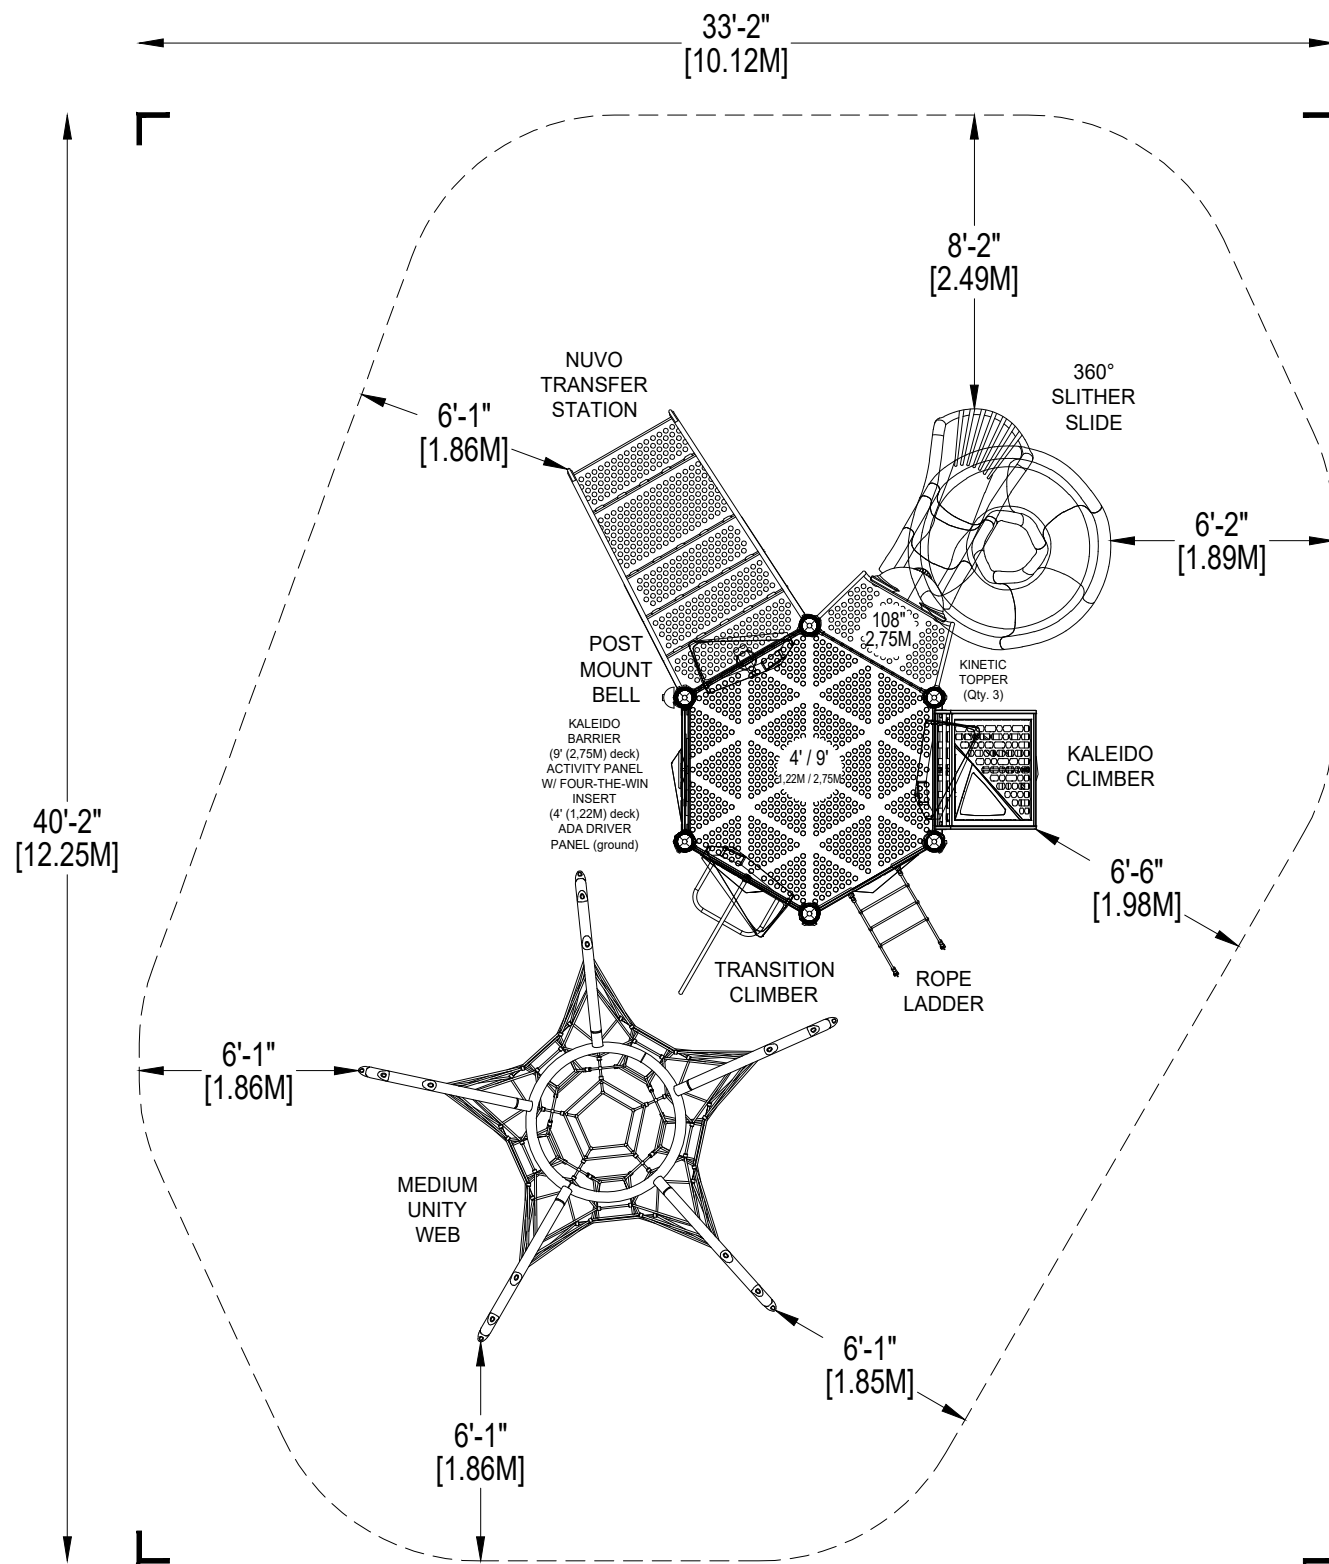 33'-2"
[10.12M]
8'-2"
[2.49M]
NUVO
TRANSFER
STATION
360°
SLITHER
SLIDE
6'-1"
[1.86M]
6'-2"
[1.89M]
108"
2,75M
POST
MOUNT
BELL
KINETIC
TOPPER
(Qty. 3)
KALEIDO
BARRIER
(9' (2,75M) deck)
ACTIVITY PANEL
W/ FOUR-THE-WIN
INSERT
(4' (1,22M) deck)
ADA DRIVER
PANEL (ground)
4' / 9'
1,22M / 2,75M
KALEIDO
CLIMBER
40'-2"
[12.25M]
6'-6"
[1.98M]
TRANSITION
CLIMBER
ROPE
LADDER
6'-1"
[1.86M]
MEDIUM
UNITY
WEB
6'-1"
[1.85M]
6'-1"
[1.86M]